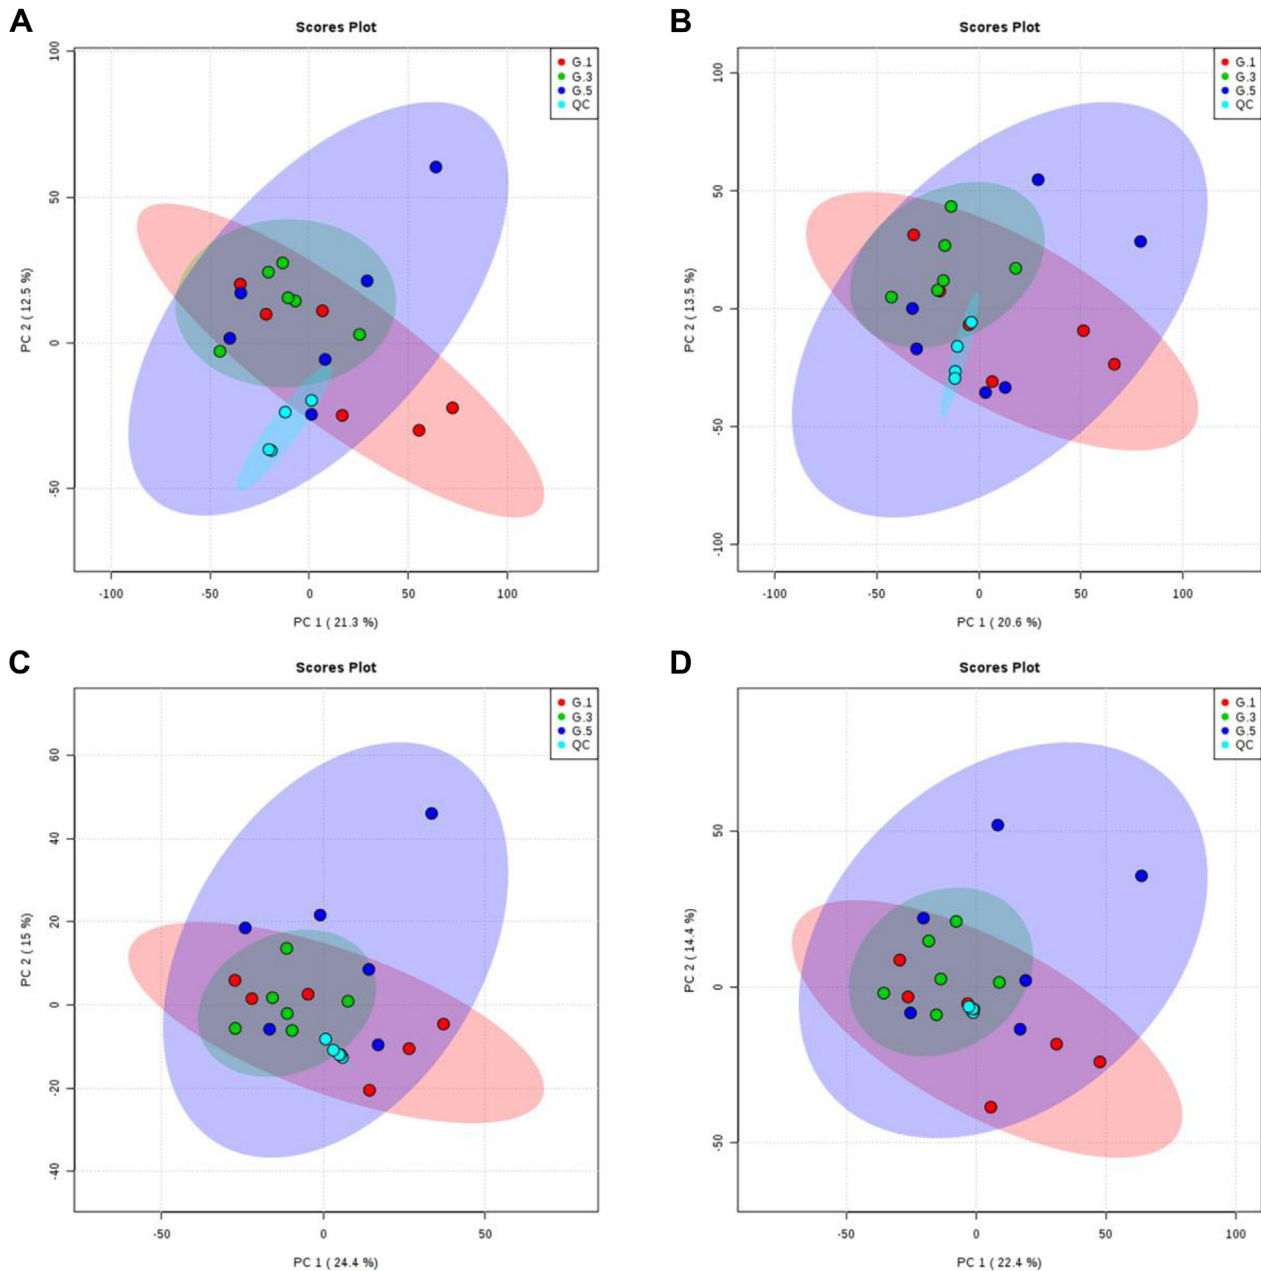 A
Scores Plot
G.1
G.3
G.5
QC
100
50
0
-50
PC 2 ( 12.5 %)
-100
-50
0
50
100
PC 1 ( 21.3 %)
B
Scores Plot
G.1
G.3
G.5
QC
100
50
0
-50
-100
PC 2 ( 13.5 %)
-100
-50
0
50
100
PC 1 ( 20.6 %)
C
Scores Plot
G.1
G.3
G.5
QC
60
40
20
0
-20
-40
PC 2 ( 15 %)
-50
0
50
PC 1 ( 24.4 %)
D
Scores Plot
G.1
G.3
G.5
QC
50
0
-50
PC 2 ( 14.4 %)
-50
0
50
100
PC 1 ( 22.4 %)